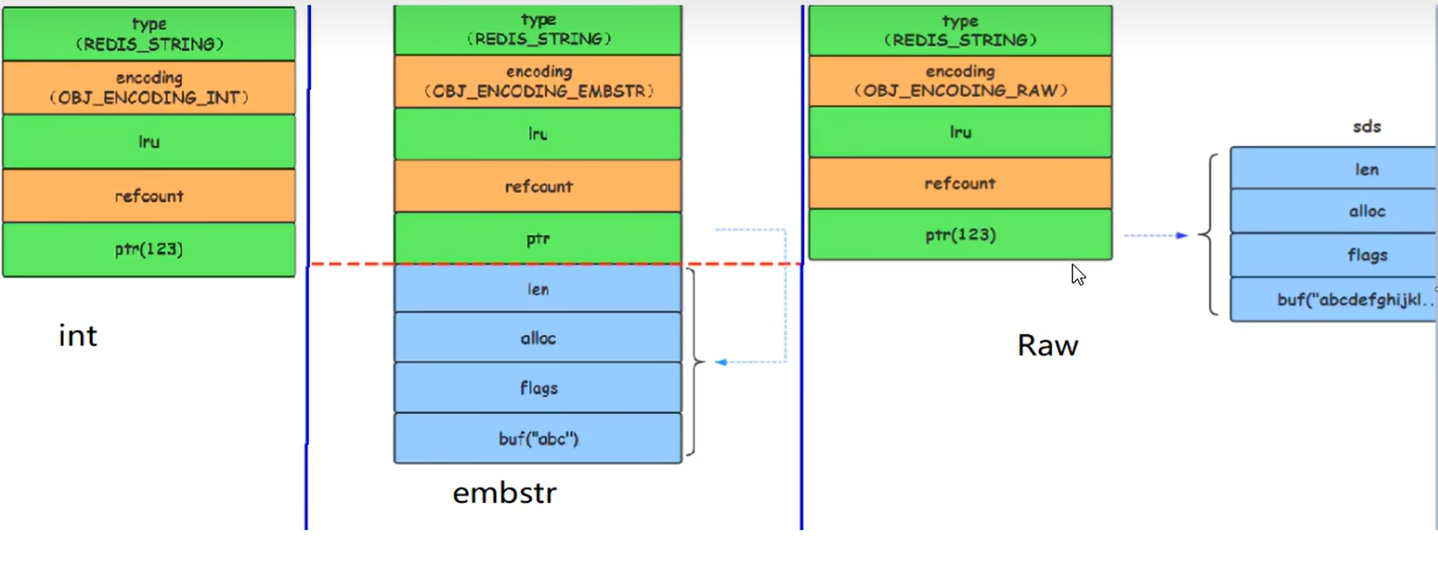 type
(REDIS_STRING)
encoding
(OBJ_ENCODING_INT)
lru
refcount
ptr(123)
int
type
(REDIS_STRING)
encoding
(OBJ_ENCODING_EMBSTR)
lru
refcount
ptr
len
alloc
flags
buf("abc")
embstr
type
(REDIS_STRING)
encoding
(OBJ_ENCODING_RAW)
lru
refcount
ptr(123)
Raw
sds
len
alloc
flags
buf("abcdefghijkl..